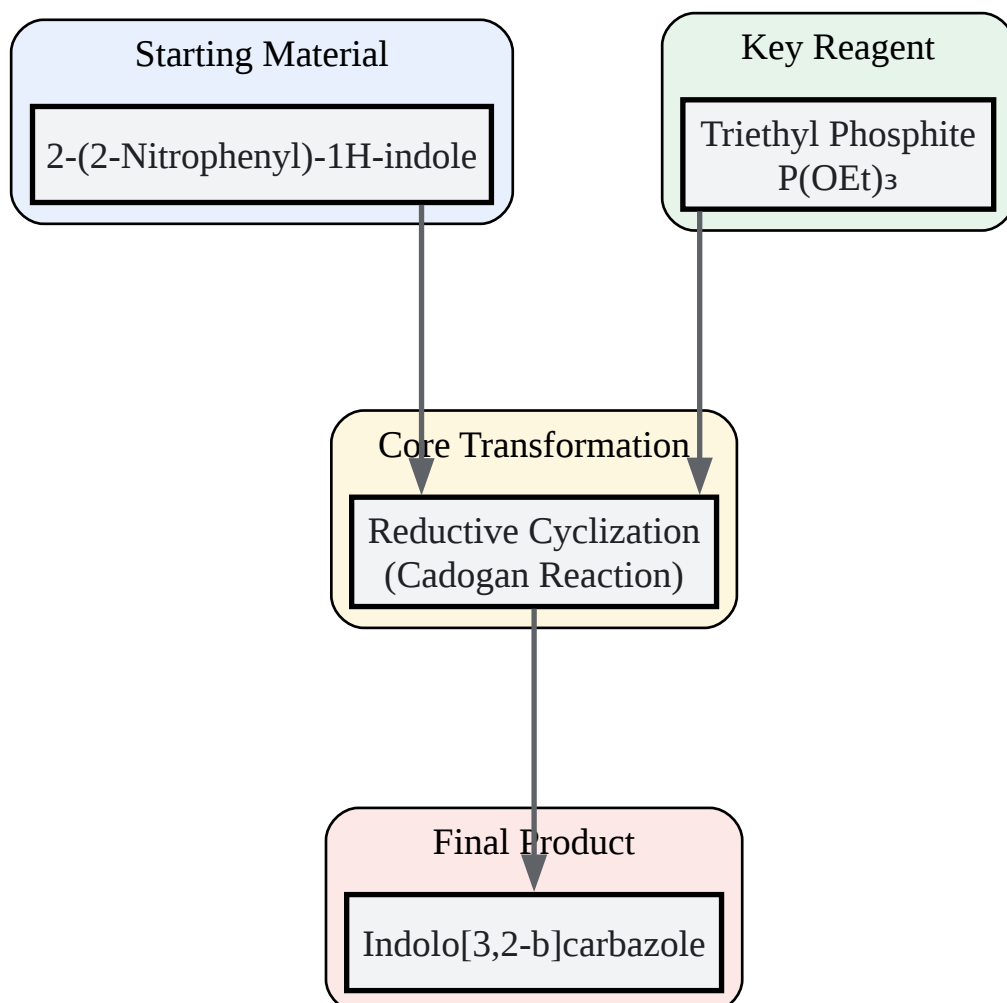 Starting Material
2-(2-Nitrophenyl)-1H-indole
Key Reagent
Triethyl Phosphite
P(OEt)₃
Core Transformation
Reductive Cyclization
(Cadogan Reaction)
Final Product
Indolo[3,2-b]carbazole